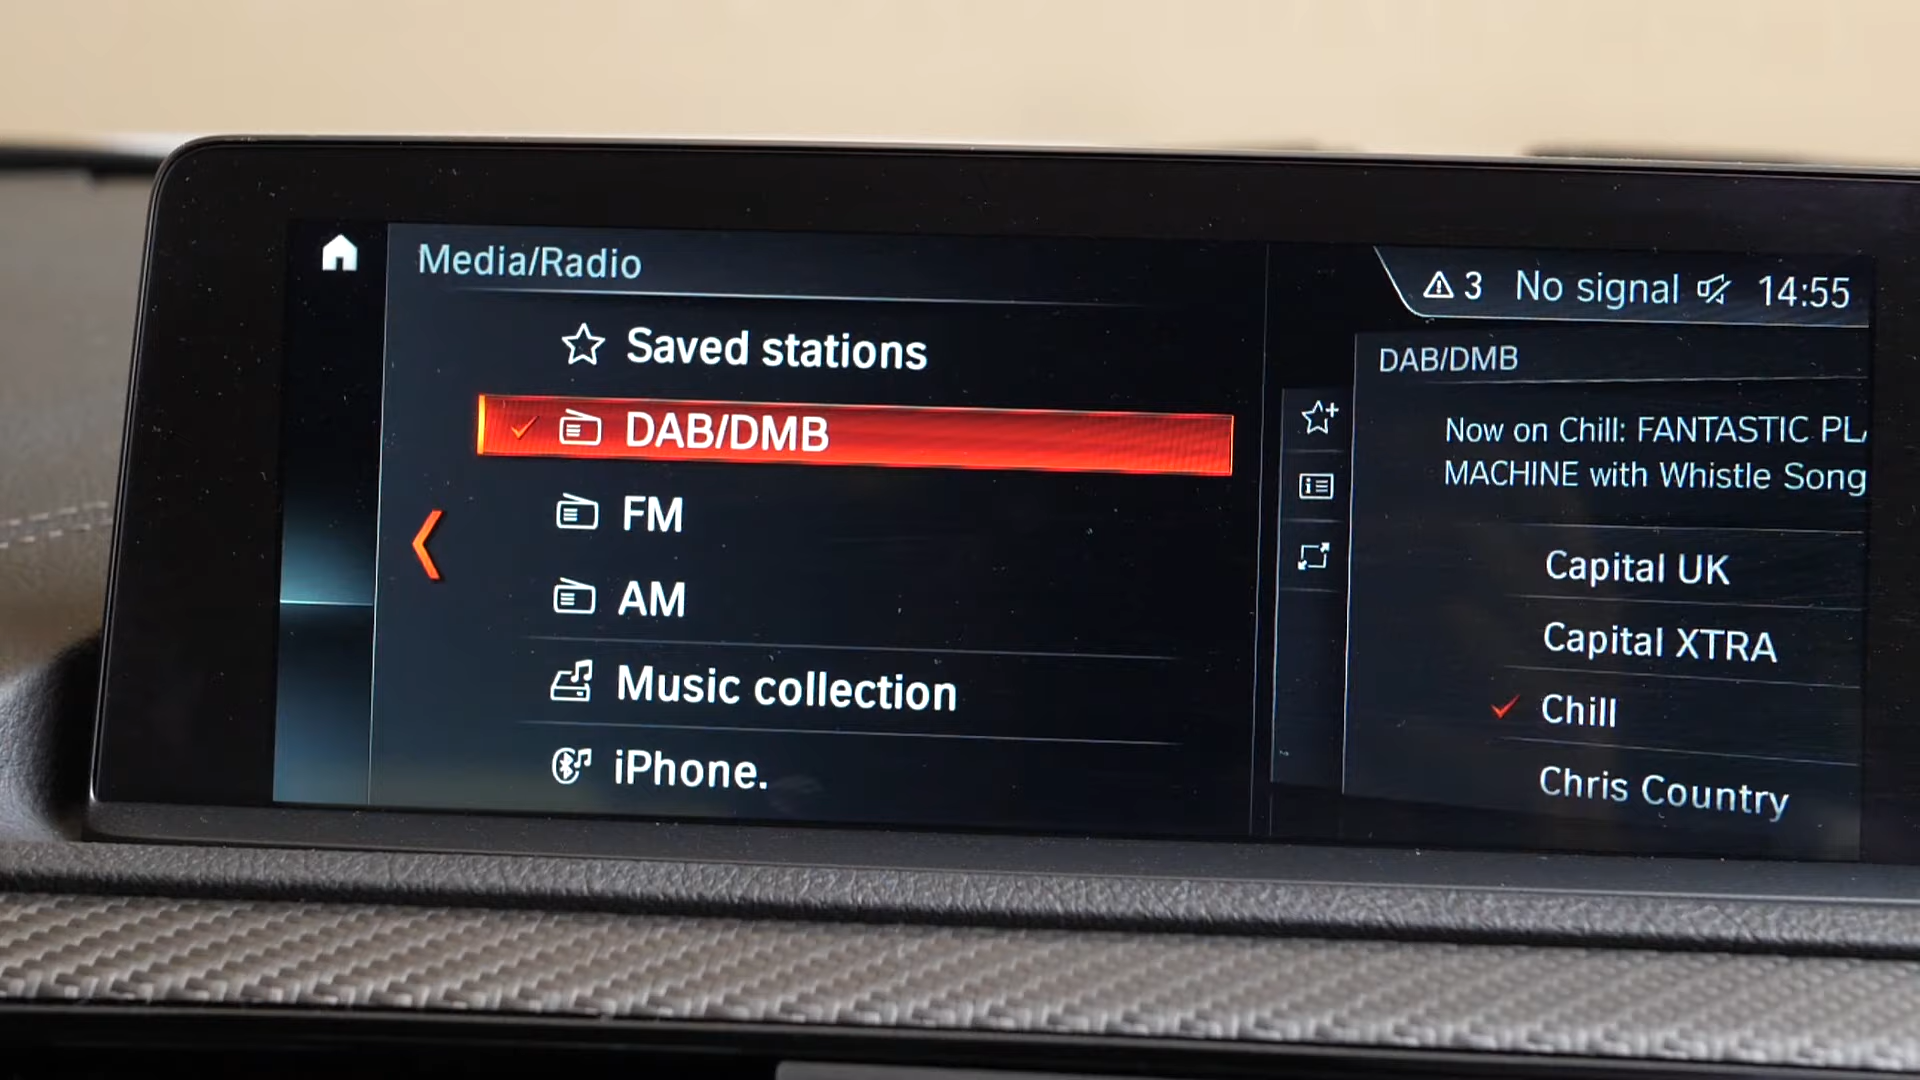 Media/Radio
Saved stations
DAB/DMB
FM
AM
Music collection
iPhone.
3 No signal 14:55
DAB/DMB
Now on Chill: FANTASTIC
MACHINE with Whistle Song
Capital UK
Capital XTRA
Chill
Chris Country